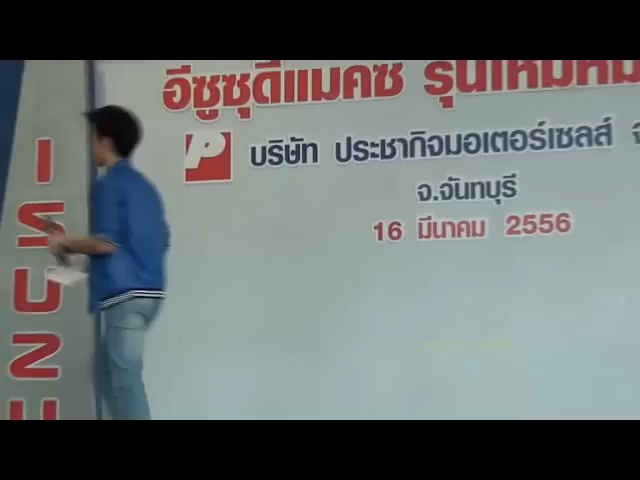 อีซูซุดีแมคซ์ รุ่นใหม่
P บริษัท ประชากิจมอเตอร์เซลส์
จ.จันทบุรี
16 มีนาคม 2556
ISUZU